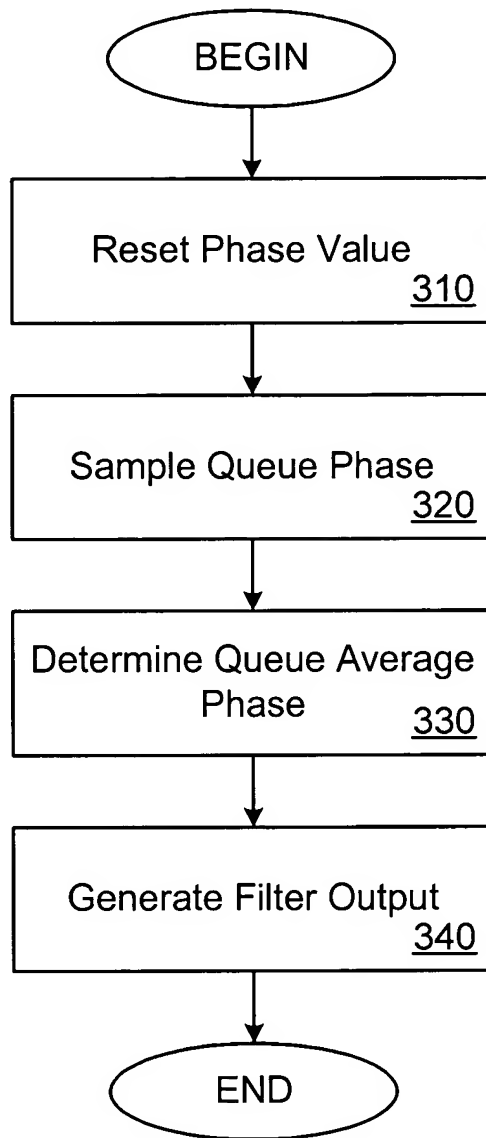 BEGIN
Reset Phase Value
310
Sample Queue Phase
320
Determine Queue Average
Phase
330
Generate Filter Output
340
END